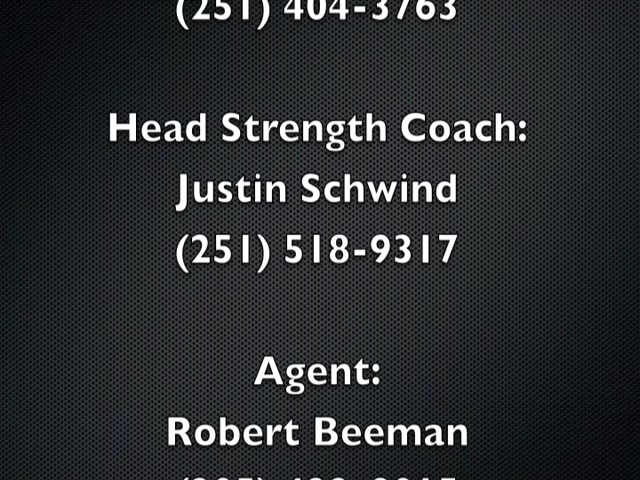 (251) 404-3763
Head Strength Coach:
Justin Schwind
(251) 518-9317
Agent:
Robert Beeman